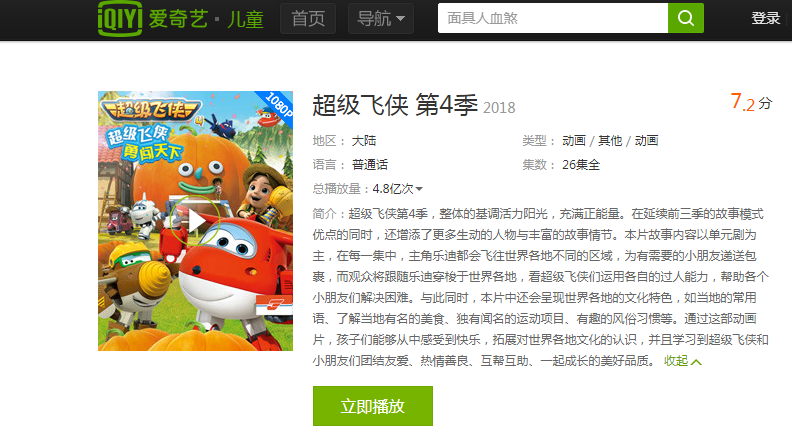 iQIYI 爱奇艺·儿童 首页 导航 面具人血煞 登录
1080P
超级飞侠
超级飞侠
勇闯天下
超级飞侠 第4季 2018 7.2分
地区： 大陆 类型： 动画 / 其他 / 动画
语言： 普通话 集数： 26集全
总播放量：4.8亿次
简介：超级飞侠第4季，整体的基调活力阳光，充满正能量。在延续前三季的故事模式
优点的同时，还增添了更多生动的人物与丰富的故事情节。本片故事内容以单元剧为
主，在每一集中，主角乐迪都会飞往世界各地不同的区域，为有需要的小朋友递送包
裹，而观众将跟随乐迪穿梭于世界各地，看超级飞侠们运用各自的过人能力，帮助各个
小朋友们解决困难。与此同时，本片中还会呈现世界各地的文化特色，如当地的常用
语、了解当地有名的美食、独有闻名的运动项目、有趣的风俗习惯等。通过这部动画
片，孩子们能够从中感受到快乐，拓展对世界各地文化的认识，并且学习到超级飞侠和
小朋友们团结友爱、热情善良、互帮互助、一起成长的美好品质。 收起
立即播放